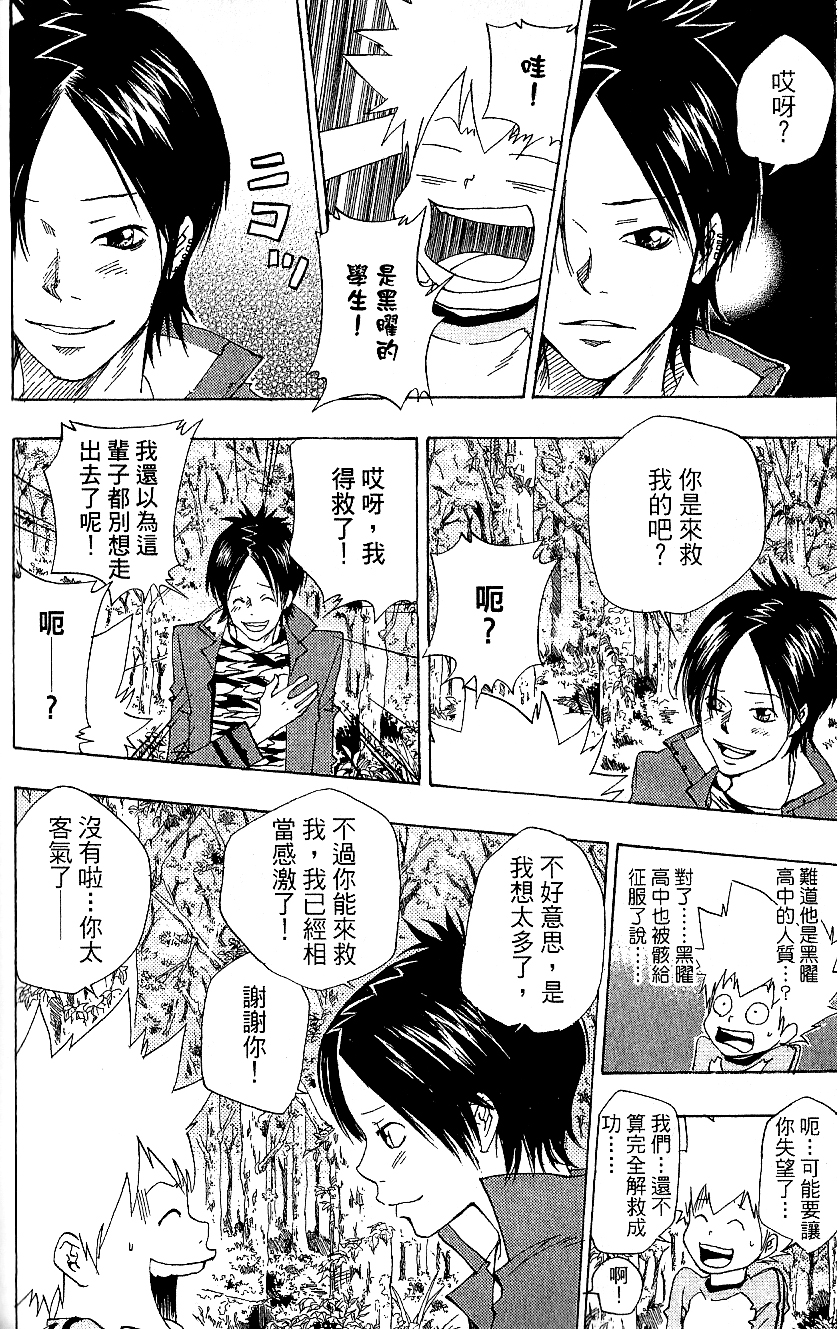 哎呀？
哇！
是黑曜的
學生！
ニコッ
你是來救
我的吧？
呃？
哎呀，我
得救了！
我還以為這
輩子都別想走
出去了呢！
呃——？
難道他是黑曜
高中的人質…？
對了……黑曜
高中也被骸給
征服了說……
呃…可能要讓
你失望了…
我們…還不
算完全解救成
功……
啊！
不好意思，是
我想太多了，
不過你能來救
我，我已經相
當感激了！
謝謝你！
沒有啦…你太
客氣了——